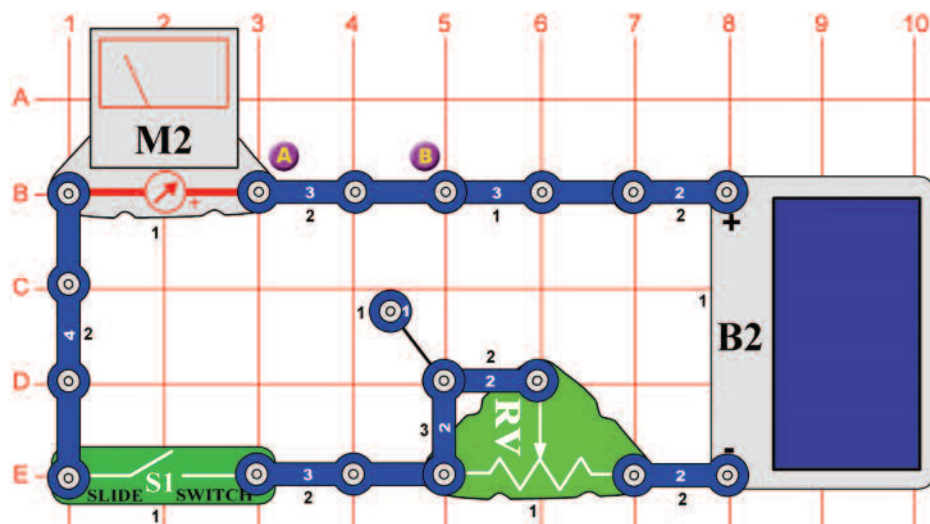 1 2 3 4 5 6 7 8 9 10
A
M2
A B
B + 3 3 2
1 2 1 2
+
C 1 1 1
4 2 B2
D 2
2
3 2 RV
-
E S1 3 2
SLIDE SWITCH 2 2
1 1